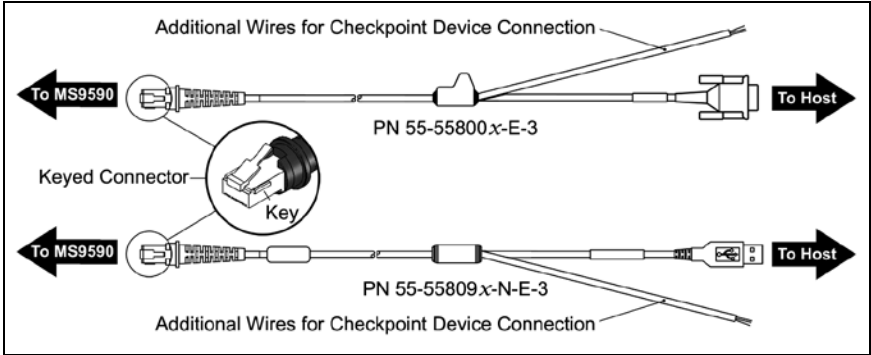 Additional Wires for Checkpoint Device Connection
To MS9590
To Host
PN 55-55800x-E-3
Keyed Connector
Key
To MS9590
To Host
PN 55-55809x-N-E-3
Additional Wires for Checkpoint Device Connection